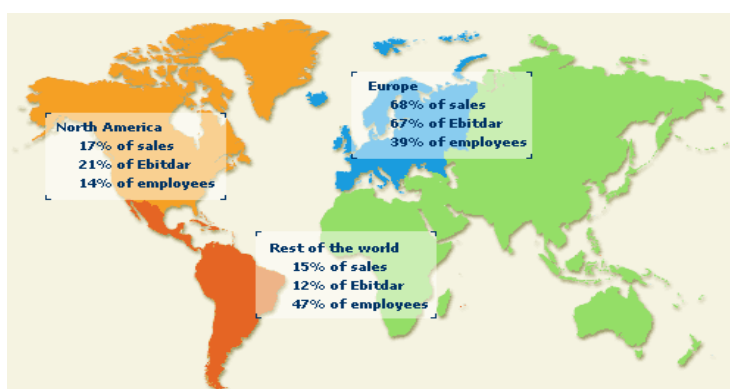 North America
17% of sales
21% of Ebitdar
14% of employees
Europe
68% of sales
67% of Ebitdar
39% of employees
Rest of the world
15% of sales
12% of Ebitdar
47% of employees